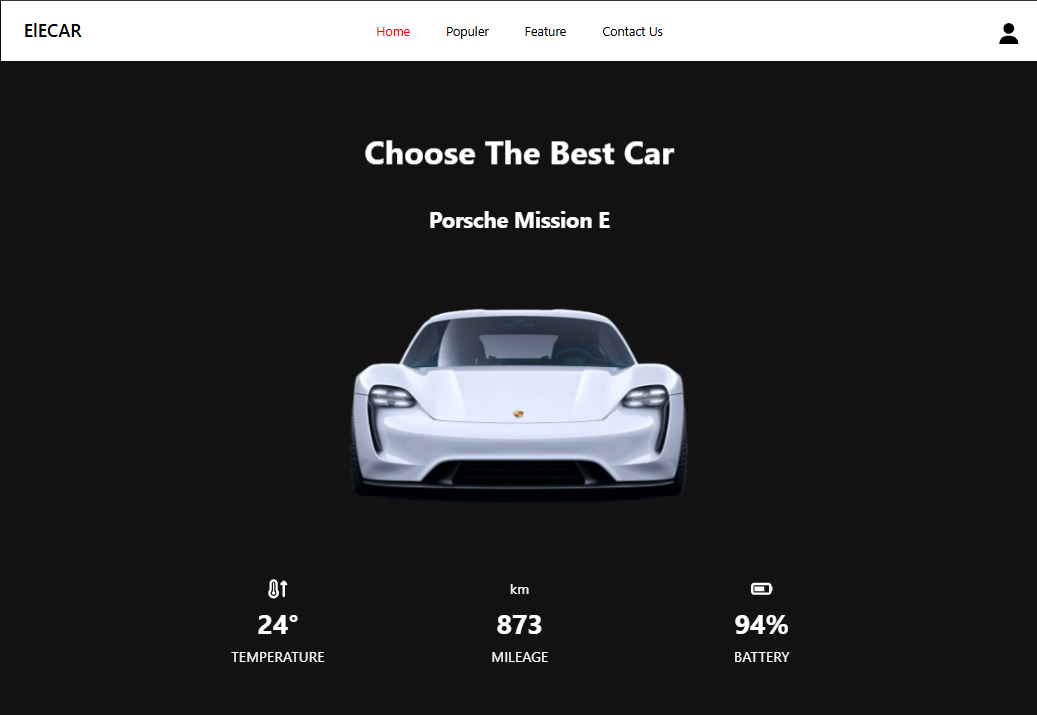 ElECAR
Home Populer Feature Contact Us
Choose The Best Car
Porsche Mission E
km
24° 873 94%
TEMPERATURE MILEAGE BATTERY